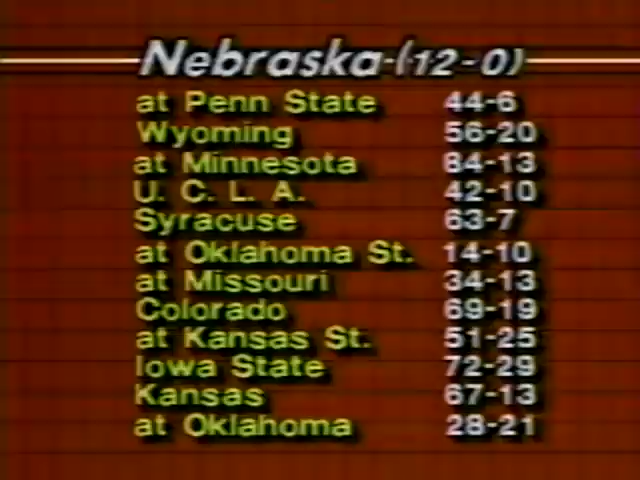 Nebraska (12-0)
at Penn State 44-6
Wyoming 56-20
at Minnesota 84-13
U. C. L. A. 42-10
Syracuse 63-7
at Oklahoma St. 14-10
at Missouri 34-13
Colorado 69-19
at Kansas St. 51-25
Iowa State 72-29
Kansas 67-13
at Oklahoma 28-21